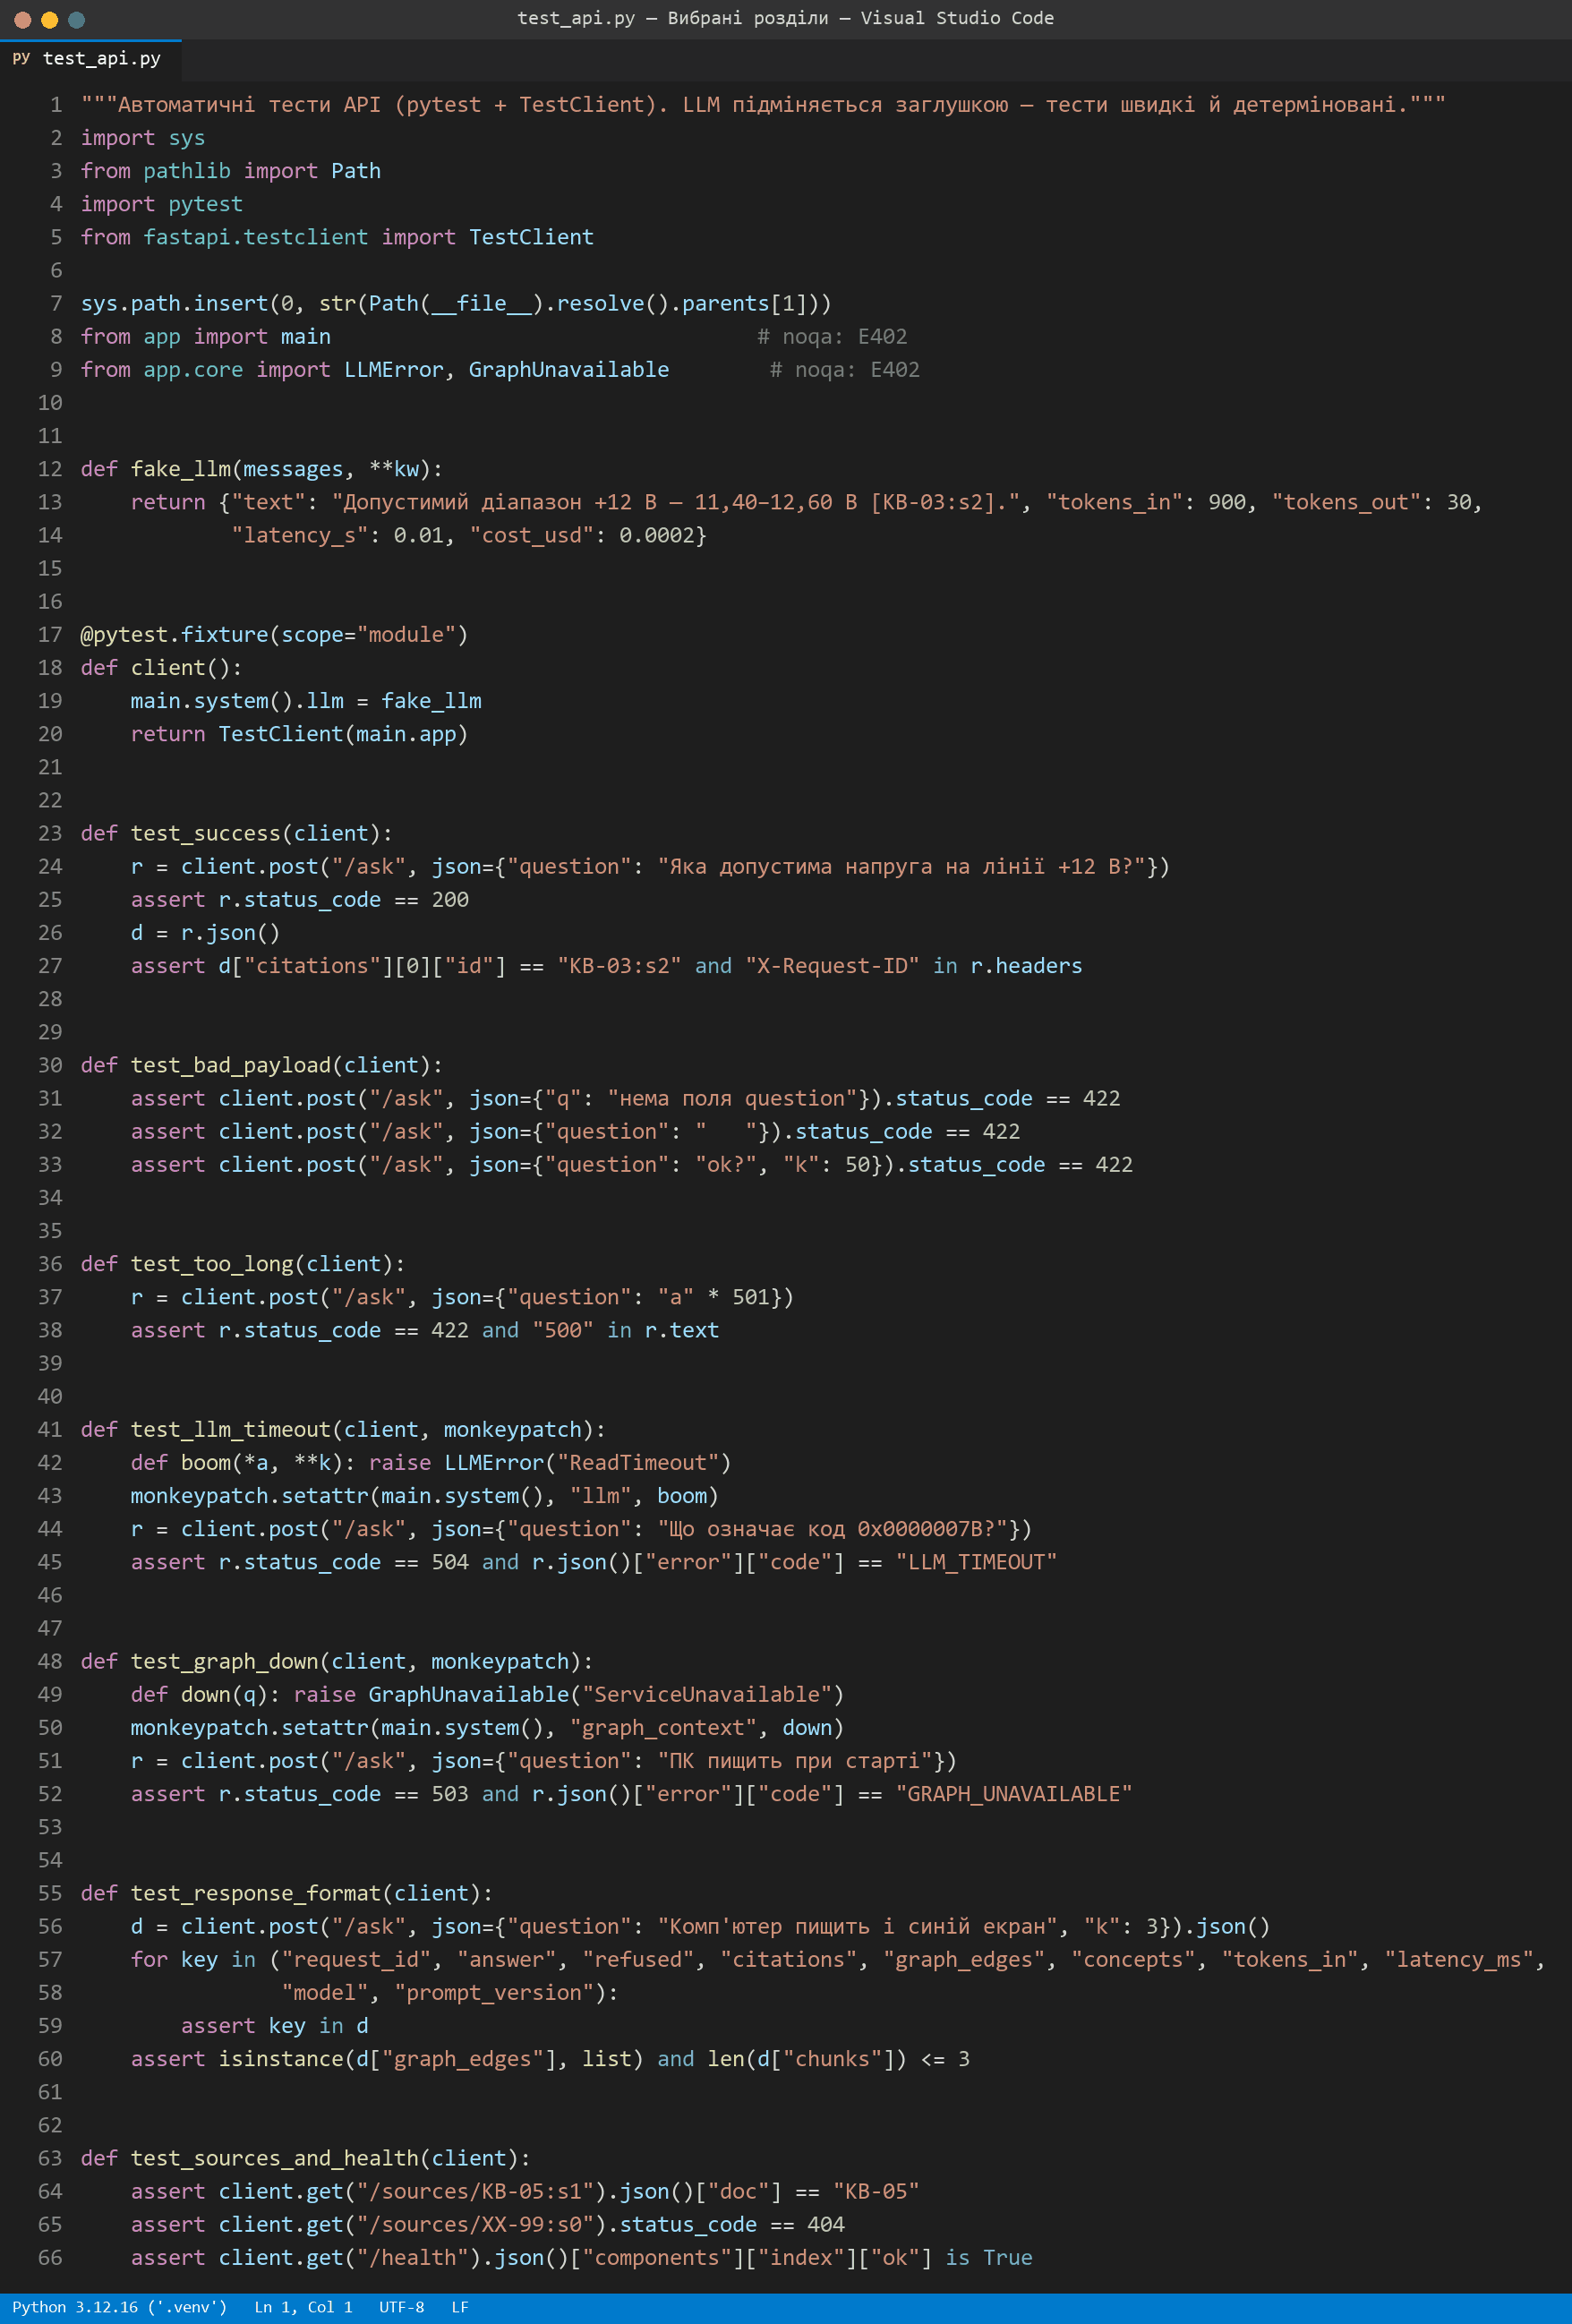 test_api.py — Вибрані розділи — Visual Studio Code
PY test_api.py
1 """Автоматичні тести API (pytest + TestClient). LLM підміняється заглушкою — тести швидкі й детерміновані."""
2 import sys
3 from pathlib import Path
4 import pytest
5 from fastapi.testclient import TestClient
6
7 sys.path.insert(0, str(Path(__file__).resolve().parents[1]))
8 from app import main                                  # noqa: E402
9 from app.core import LLMError, GraphUnavailable        # noqa: E402
10
11
12 def fake_llm(messages, **kw):
13     return {"text": "Допустимий діапазон +12 В — 11,40–12,60 В [KB-03:s2].", "tokens_in": 900, "tokens_out": 30,
14             "latency_s": 0.01, "cost_usd": 0.0002}
15
16
17 @pytest.fixture(scope="module")
18 def client():
19     main.system().llm = fake_llm
20     return TestClient(main.app)
21
22
23 def test_success(client):
24     r = client.post("/ask", json={"question": "Яка допустима напруга на лінії +12 В?"})
25     assert r.status_code == 200
26     d = r.json()
27     assert d["citations"][0]["id"] == "KB-03:s2" and "X-Request-ID" in r.headers
28
29
30 def test_bad_payload(client):
31     assert client.post("/ask", json={"q": "нема поля question"}).status_code == 422
32     assert client.post("/ask", json={"question": "   "}).status_code == 422
33     assert client.post("/ask", json={"question": "ok?", "k": 50}).status_code == 422
34
35
36 def test_too_long(client):
37     r = client.post("/ask", json={"question": "a" * 501})
38     assert r.status_code == 422 and "500" in r.text
39
40
41 def test_llm_timeout(client, monkeypatch):
42     def boom(*a, **k): raise LLMError("ReadTimeout")
43     monkeypatch.setattr(main.system(), "llm", boom)
44     r = client.post("/ask", json={"question": "Що означає код 0x0000007B?"})
45     assert r.status_code == 504 and r.json()["error"]["code"] == "LLM_TIMEOUT"
46
47
48 def test_graph_down(client, monkeypatch):
49     def down(q): raise GraphUnavailable("ServiceUnavailable")
50     monkeypatch.setattr(main.system(), "graph_context", down)
51     r = client.post("/ask", json={"question": "ПК пищить при старті"})
52     assert r.status_code == 503 and r.json()["error"]["code"] == "GRAPH_UNAVAILABLE"
53
54
55 def test_response_format(client):
56     d = client.post("/ask", json={"question": "Комп'ютер пищить і синій екран", "k": 3}).json()
57     for key in ("request_id", "answer", "refused", "citations", "graph_edges", "concepts", "tokens_in", "latency_ms",
58                 "model", "prompt_version"):
59         assert key in d
60     assert isinstance(d["graph_edges"], list) and len(d["chunks"]) <= 3
61
62
63 def test_sources_and_health(client):
64     assert client.get("/sources/KB-05:s1").json()["doc"] == "KB-05"
65     assert client.get("/sources/XX-99:s0").status_code == 404
66     assert client.get("/health").json()["components"]["index"]["ok"] is True
Python 3.12.16 ('.venv')   Ln 1, Col 1   UTF-8   LF